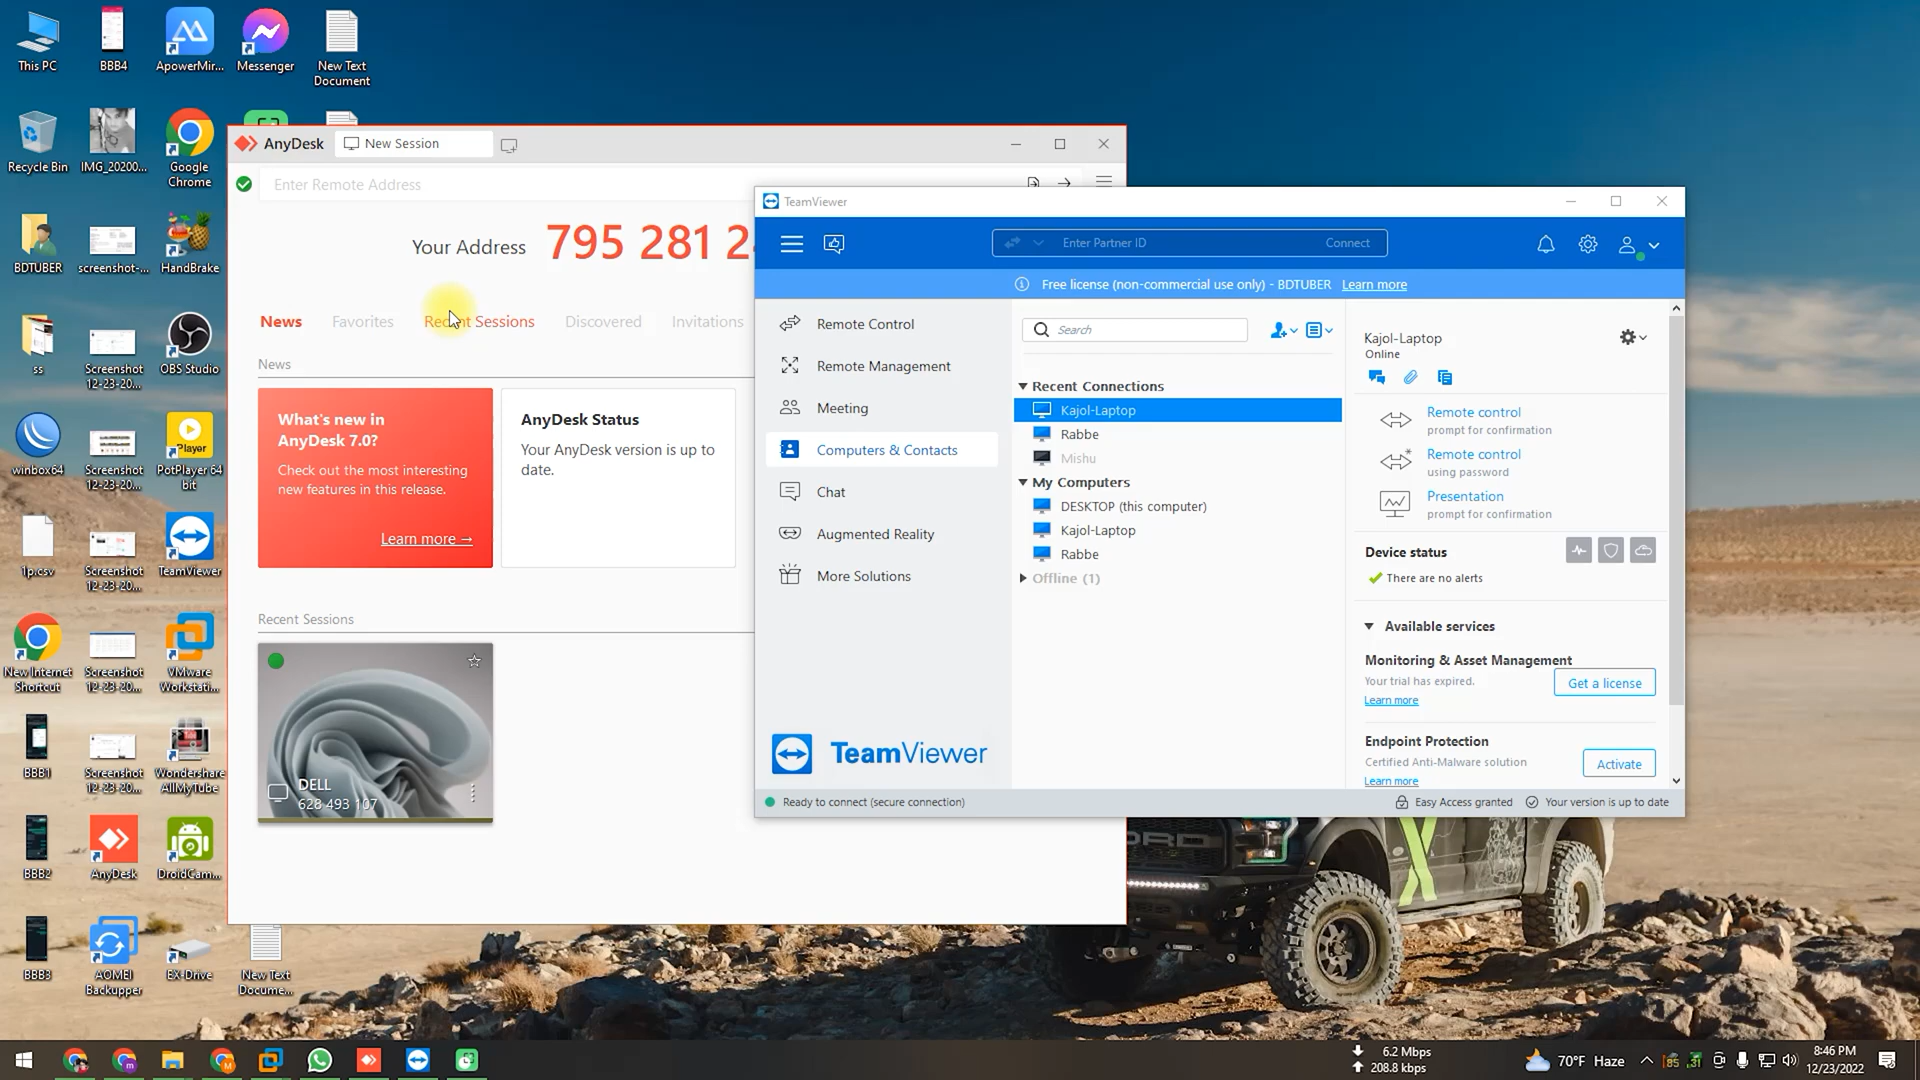 This PC
BBB4
ApowerMir...
Messenger
New Text
Document
Recycle Bin
IMG_20200...
Google
Chrome
BDTUBER
screenshot-...
HandBrake
ss
Screenshot
12-23-20...
OBS Studio
winbox64
Screenshot
12-23-20...
PotPlayer 64
bit
1p.csv
Screenshot
12-23-20...
TeamViewer
New Internet
Shortcut
Screenshot
12-23-20...
VMware
Workstati...
BBB1
Screenshot
12-23-20...
Wondershare
AllMyTube
BBB2
AnyDesk
DroidCam...
BBB3
AOMEI
Backupper
EX-Drive
New Text
Docume...
AnyDesk
New Session
Enter Remote Address
Your Address
795 281 2
News
Favorites
Recent Sessions
Discovered
Invitations
News
What's new in
AnyDesk 7.0?
Check out the most interesting
new features in this release.
Learn more →
AnyDesk Status
Your AnyDesk version is up to
date.
Recent Sessions
DELL
628 493 107
TeamViewer
Enter Partner ID
Connect
Free license (non-commercial use only) - BDTUBER Learn more
Remote Control
Remote Management
Meeting
Computers & Contacts
Chat
Augmented Reality
More Solutions
TeamViewer
Search
Recent Connections
Kajol-Laptop
Rabbe
Mishu
My Computers
DESKTOP (this computer)
Kajol-Laptop
Rabbe
Offline (1)
Kajol-Laptop
Online
Remote control
prompt for confirmation
Remote control
using password
Presentation
prompt for confirmation
Device status
There are no alerts
Available services
Monitoring & Asset Management
Your trial has expired.
Get a license
Learn more
Endpoint Protection
Certified Anti-Malware solution
Activate
Learn more
Ready to connect (secure connection)
Easy Access granted
Your version is up to date
ORD
6.2 Mbps
208.8 kbps
70°F Haze
8:46 PM
12/23/2022